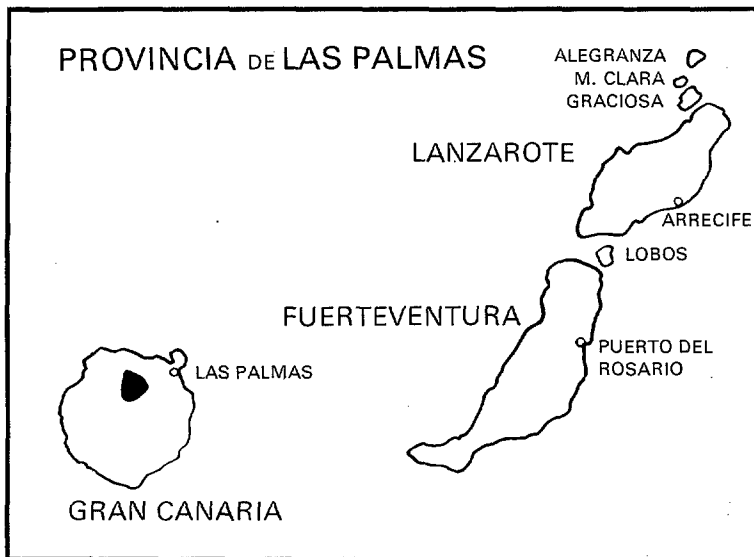 PROVINCIA DE LAS PALMAS
ALEGRANZA
M. CLARA
GRACIOSA
LANZAROTE
ARRECIFE
LOBOS
FUERTEVENTURA
PUERTO DEL
ROSARIO
LAS PALMAS
GRAN CANARIA